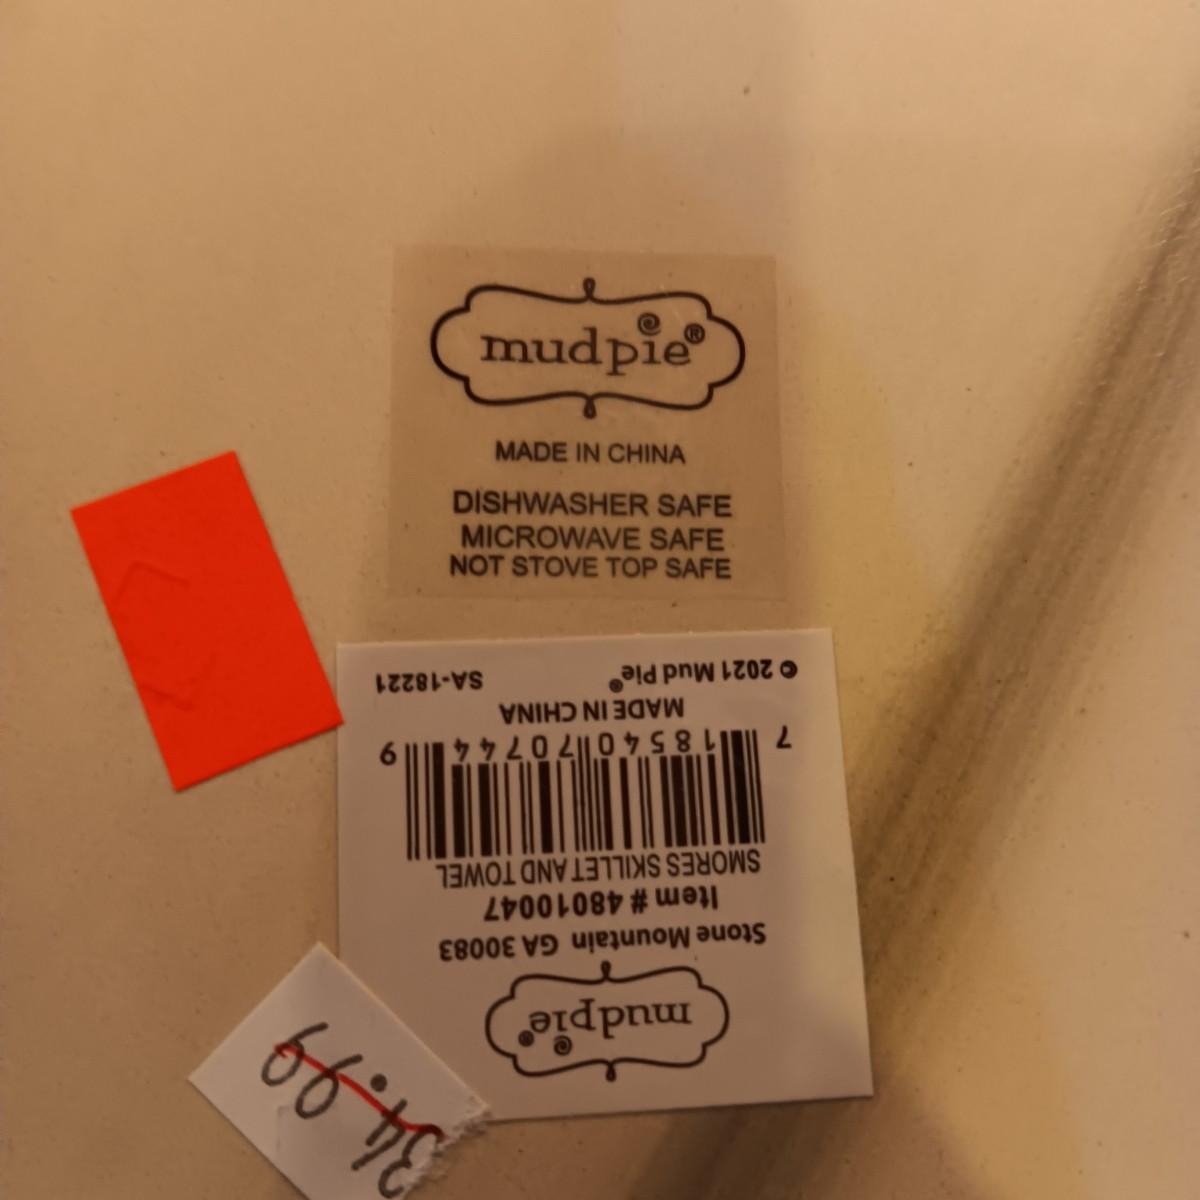 mudpie®
MADE IN CHINA
DISHWASHER SAFE
MICROWAVE SAFE
NOT STOVE TOP SAFE
mudpie®
Stone Mountain GA 30083
Item # 48010047
SMORES SKILLET AND TOWEL
7 18540 70744 9
MADE IN CHINA
© 2021 Mud Pie® SA-18221
34.99